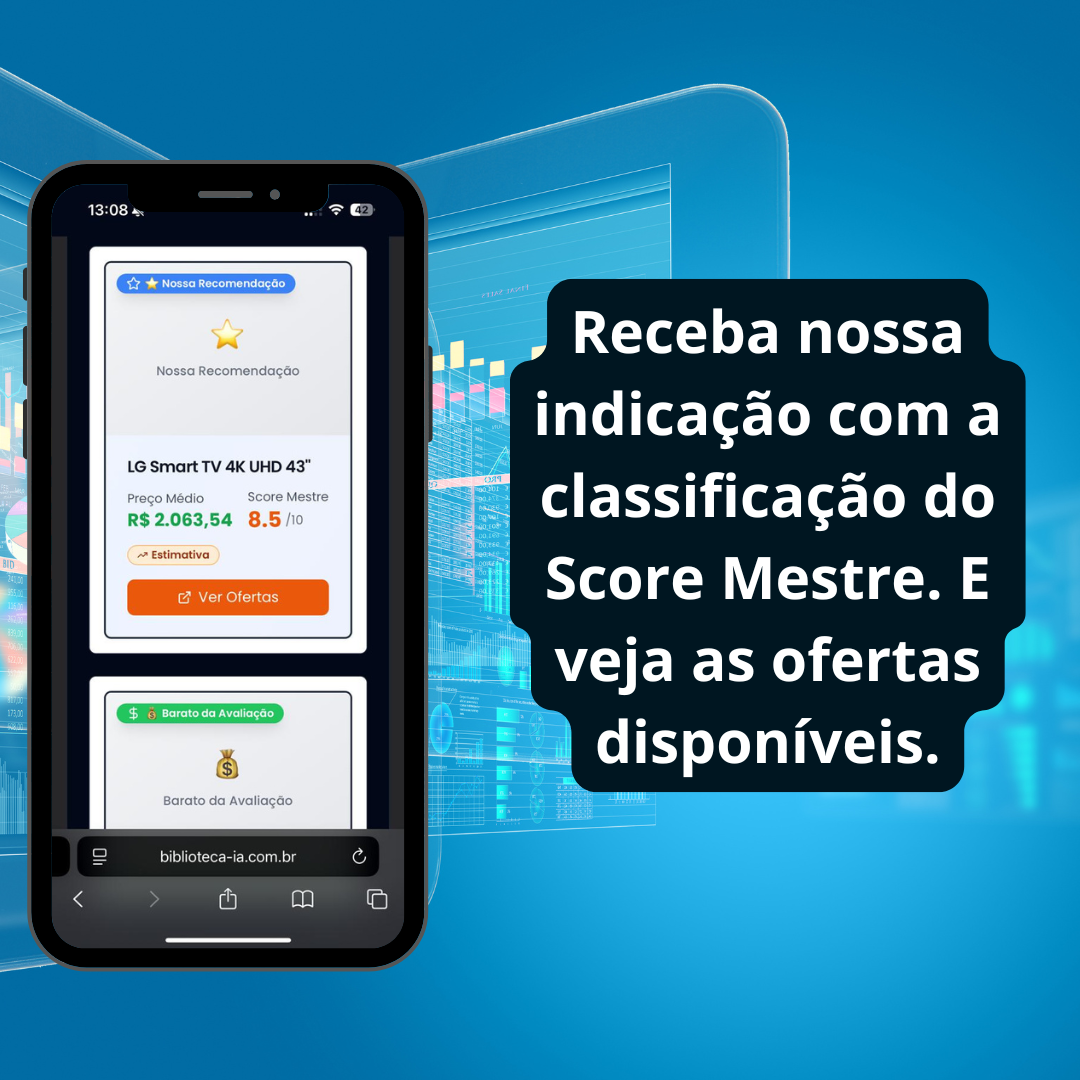 13:08
42
Nossa Recomendação
Nossa Recomendação
LG Smart TV 4K UHD 43"
Preço Médio
Score Mestre
R$ 2.063,54
8.5 /10
Estimativa
Ver Ofertas
$ Barato da Avaliação
Barato da Avaliação
biblioteca-ia.com.br
Receba nossa
indicação com a
classificação do
Score Mestre. E
veja as ofertas
disponíveis.